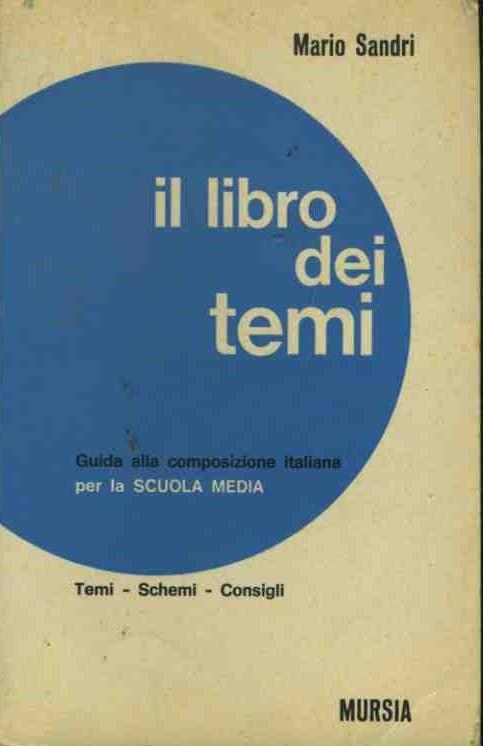 Mario Sandri
il libro
dei
temi
Guida alla composizione italiana
per la SCUOLA MEDIA
Temi - Schemi - Consigli
MURSIA